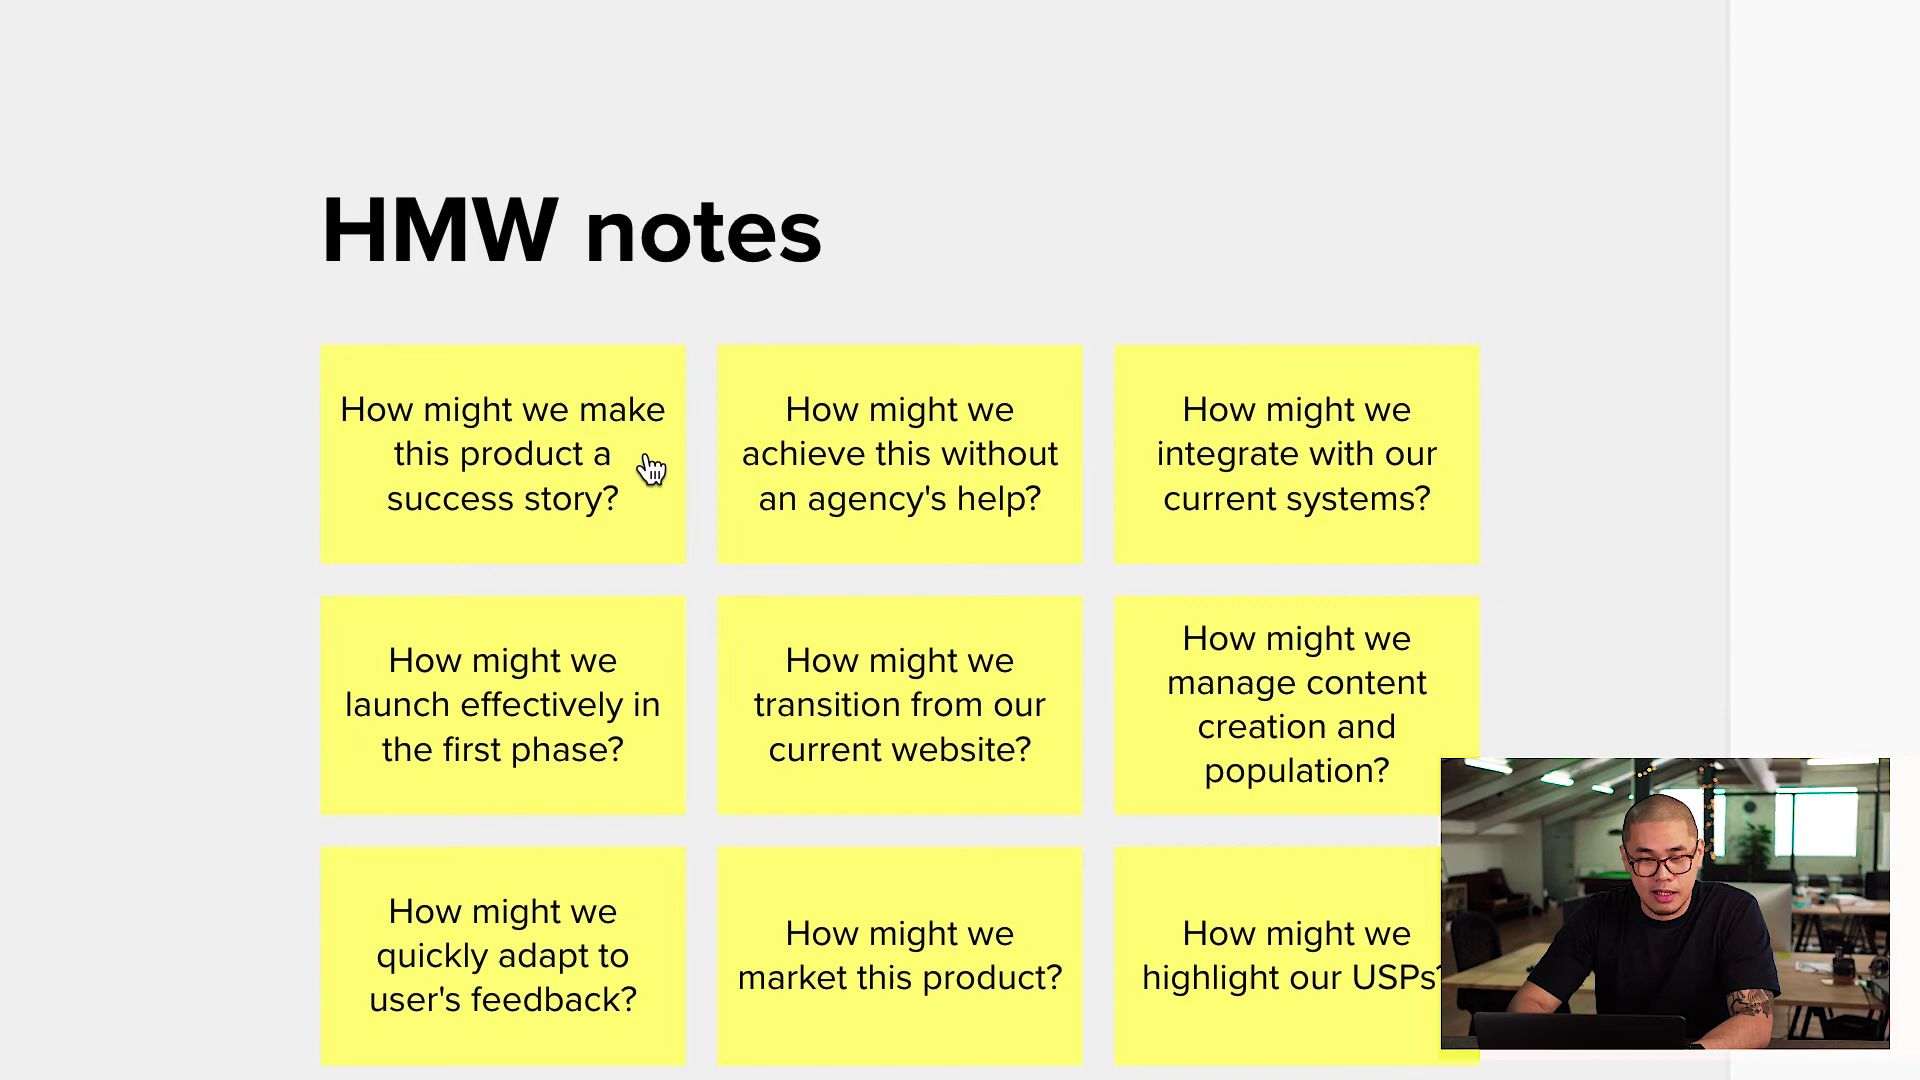 HMW notes
How might we make
this product a
success story?
How might we
achieve this without
an agency's help?
How might we
integrate with our
current systems?
How might we
launch effectively in
the first phase?
How might we
transition from our
current website?
How might we
manage content
creation and
population?
How might we
quickly adapt to
user's feedback?
How might we
market this product?
How might we
highlight our USPs?